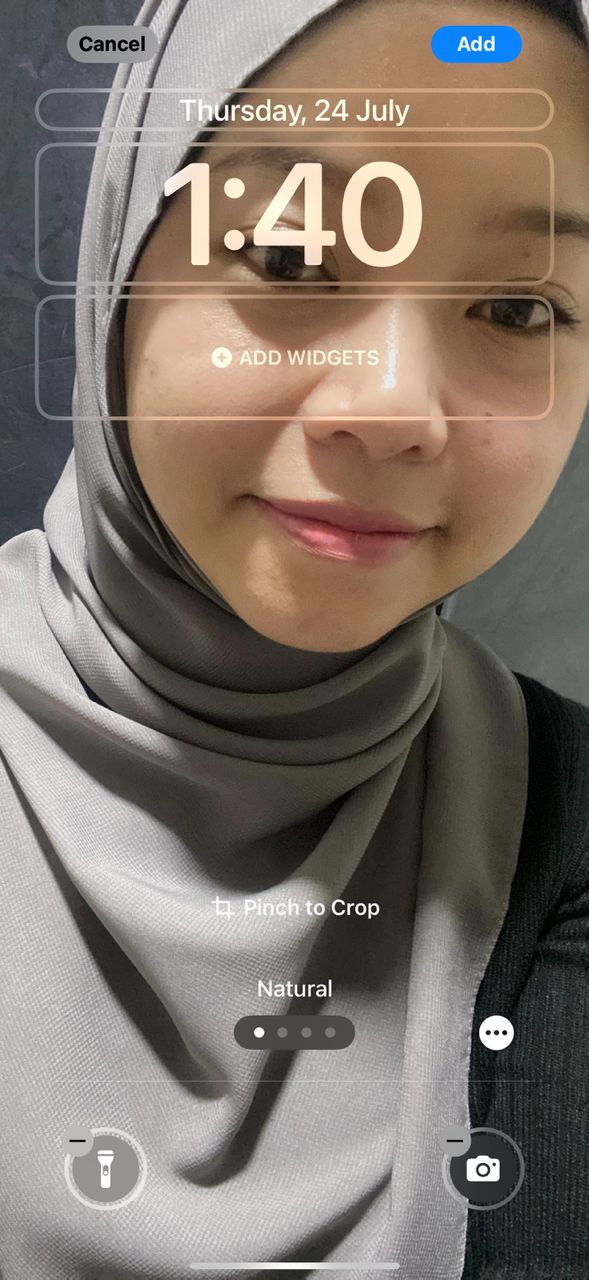 Cancel
Add
Thursday, 24 July
1:40
ADD WIDGETS
Pinch to Crop
Natural